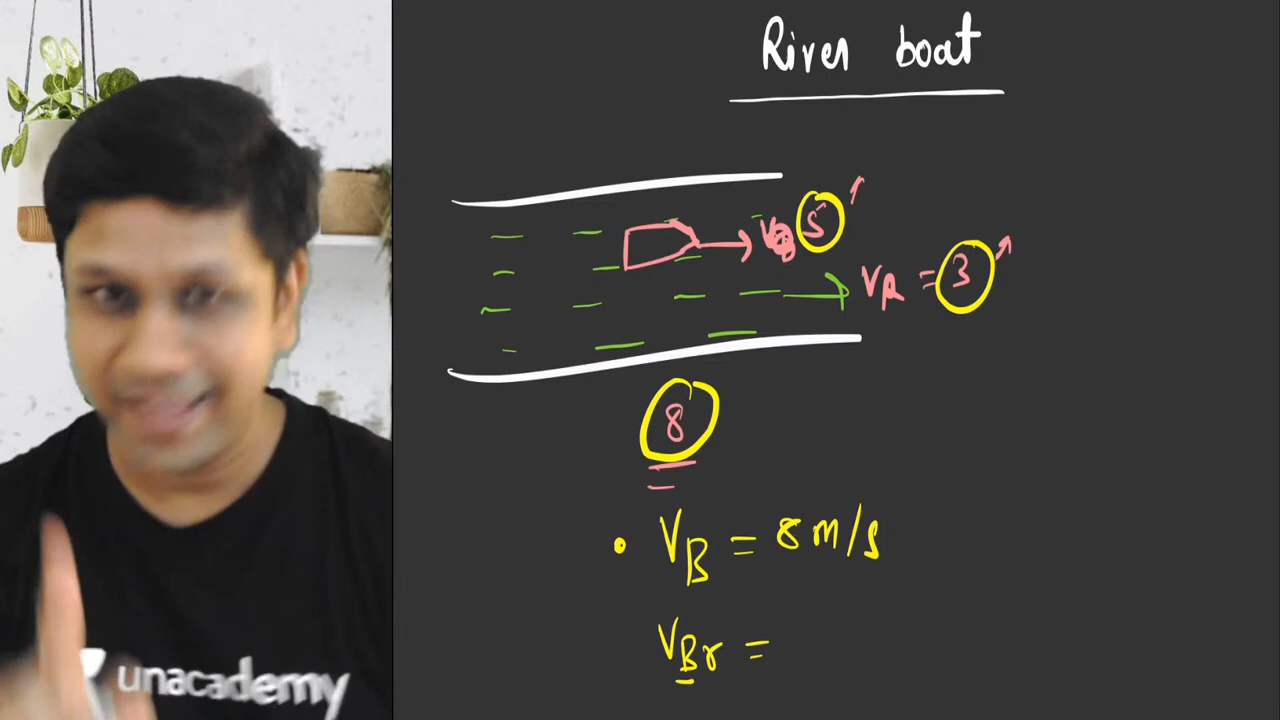 River boat
5
VR = 3
8
• VB = 8 m/s
VBr =
unacademy